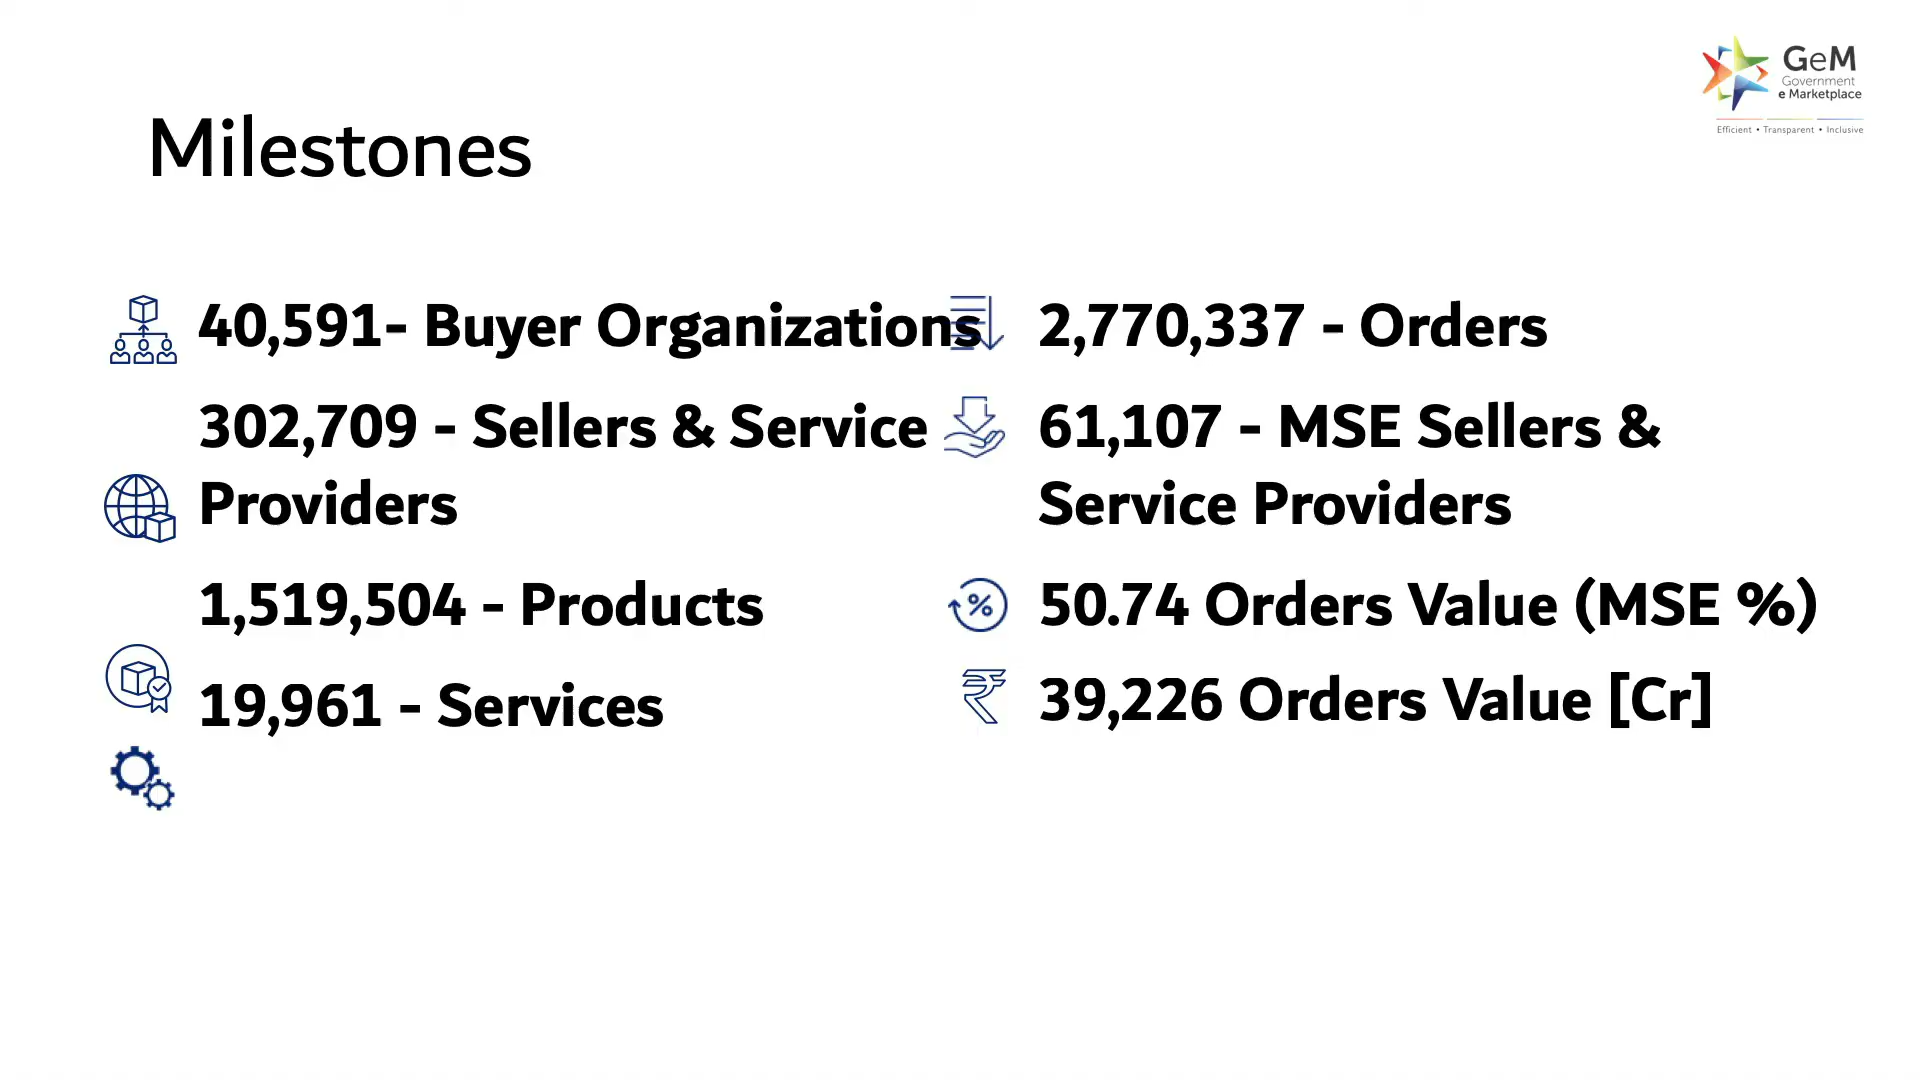 GeM
Government
e Marketplace
Efficient • Transparent • Inclusive
Milestones
40,591- Buyer Organizations
302,709 - Sellers & Service
Providers
1,519,504 - Products
19,961 - Services
2,770,337 - Orders
61,107 - MSE Sellers &
Service Providers
50.74 Orders Value (MSE %)
39,226 Orders Value [Cr]